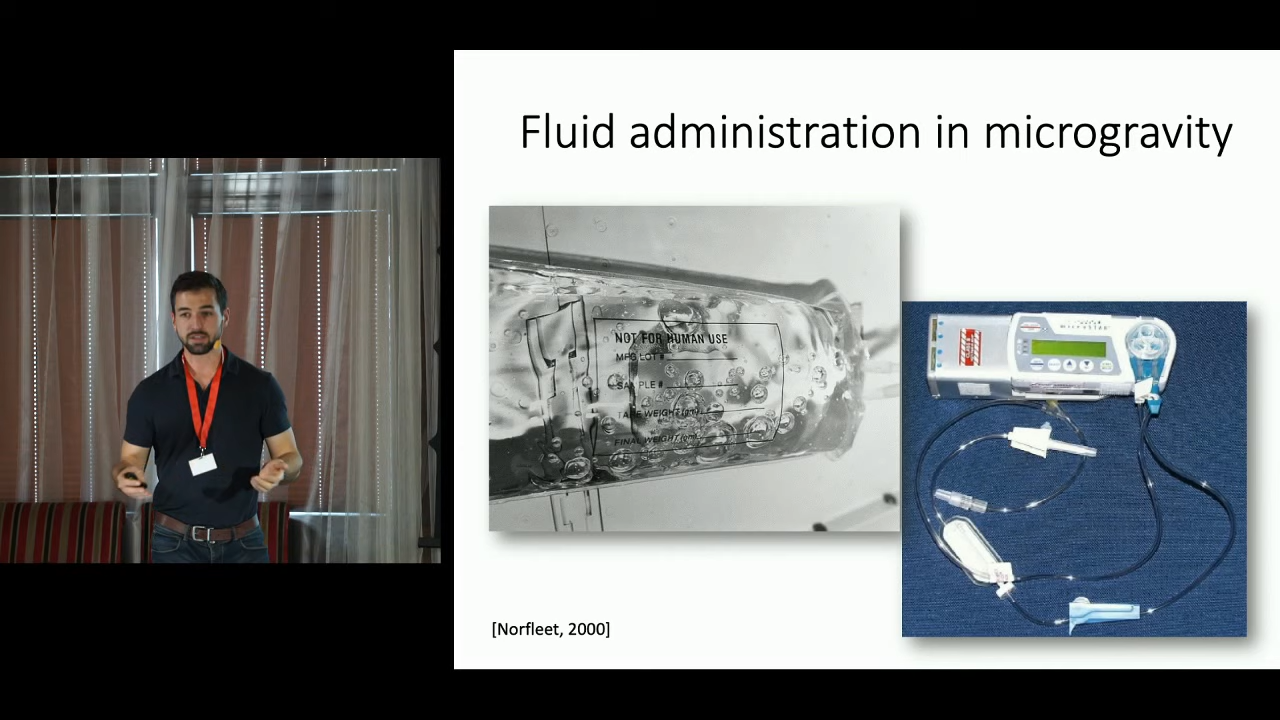 Fluid administration in microgravity
NOT FOR HUMAN USE
MFG LOT #
SAMPLE #
TARE WEIGHT (gm)
FINAL WEIGHT (gm)
[Norfleet, 2000]